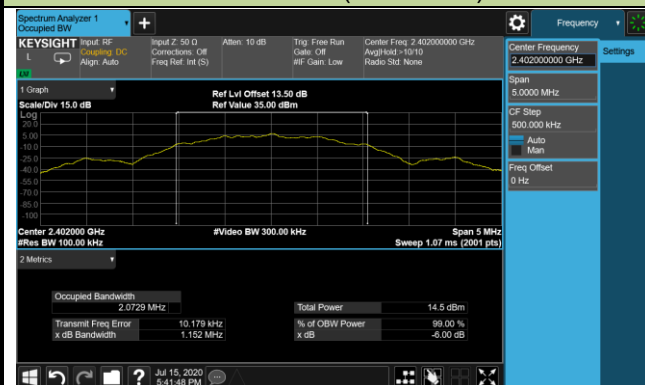 Spectrum Analyzer 1
Occupied BW
+
Frequency
KEYSIGHT
L
Input: RF
Coupling: DC
Align: Auto
Input Z: 50 Ω
Corrections: Off
Freq Ref: Int (S)
Atten: 10 dB
Trig: Free Run
Gate: Off
#IF Gain: Low
Center Freq: 2.402000000 GHz
Avg|Hold:>10/10
Radio Std: None
Center Frequency
2.402000000 GHz
Settings
Span
5.0000 MHz
CF Step
500.000 kHz
Auto
Man
Freq Offset
0 Hz
1 Graph
Scale/Div 15.0 dB
Ref Lvl Offset 13.50 dB
Ref Value 35.00 dBm
Log
20.0
5.00
-10.0
-25.0
-40.0
-55.0
-70.0
-85.0
-100
Center 2.402000 GHz
#Res BW 100.00 kHz
#Video BW 300.00 kHz
Span 5 MHz
Sweep 1.07 ms (2001 pts)
2 Metrics
Occupied Bandwidth
2.0729 MHz
Total Power 14.5 dBm
Transmit Freq Error 10.179 kHz
% of OBW Power 99.00 %
x dB Bandwidth 1.152 MHz
x dB -6.00 dB
?
Jul 15, 2020
5:41:48 PM